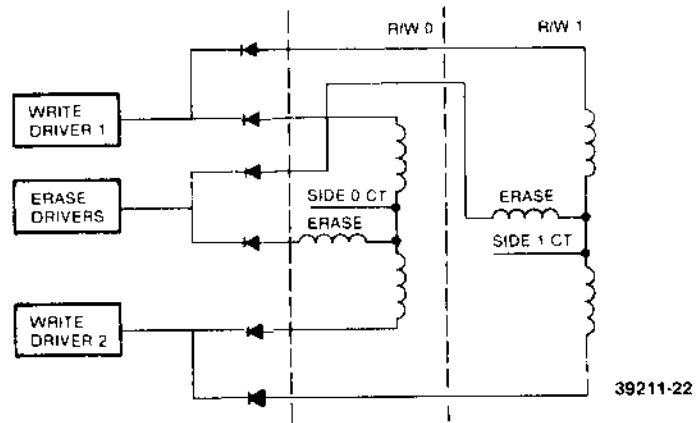 R/W 0
R/W 1
WRITE
DRIVER 1
ERASE
DRIVERS
SIDE 0 CT
ERASE
ERASE
SIDE 1 CT
WRITE
DRIVER 2
39211-22